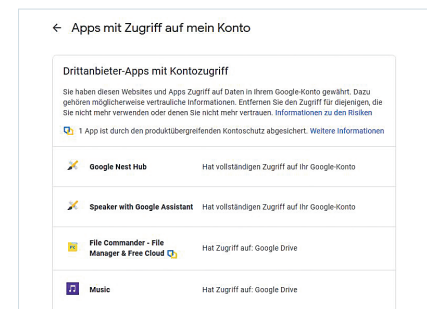 Apps mit Zugriff auf mein Konto
Drittanbieter-Apps mit Kontozugriff
Sie haben diesen Websites und Apps Zugriff auf Daten in Ihrem Google-Konto gewährt. Dazu
gehören möglicherweise vertrauliche Informationen. Entfernen Sie den Zugriff für diejenigen, die
Sie nicht mehr verwenden oder denen Sie nicht mehr vertrauen. Informationen zu den Risiken
1 App ist durch den produktübergreifenden Kontoschutz abgesichert. Weitere Informationen
Google Nest Hub Hat vollständigen Zugriff auf Ihr Google-Konto
Speaker with Google Assistant Hat vollständigen Zugriff auf Ihr Google-Konto
File Commander - File
Manager & Free Cloud Hat Zugriff auf: Google Drive
Music Hat Zugriff auf: Google Drive